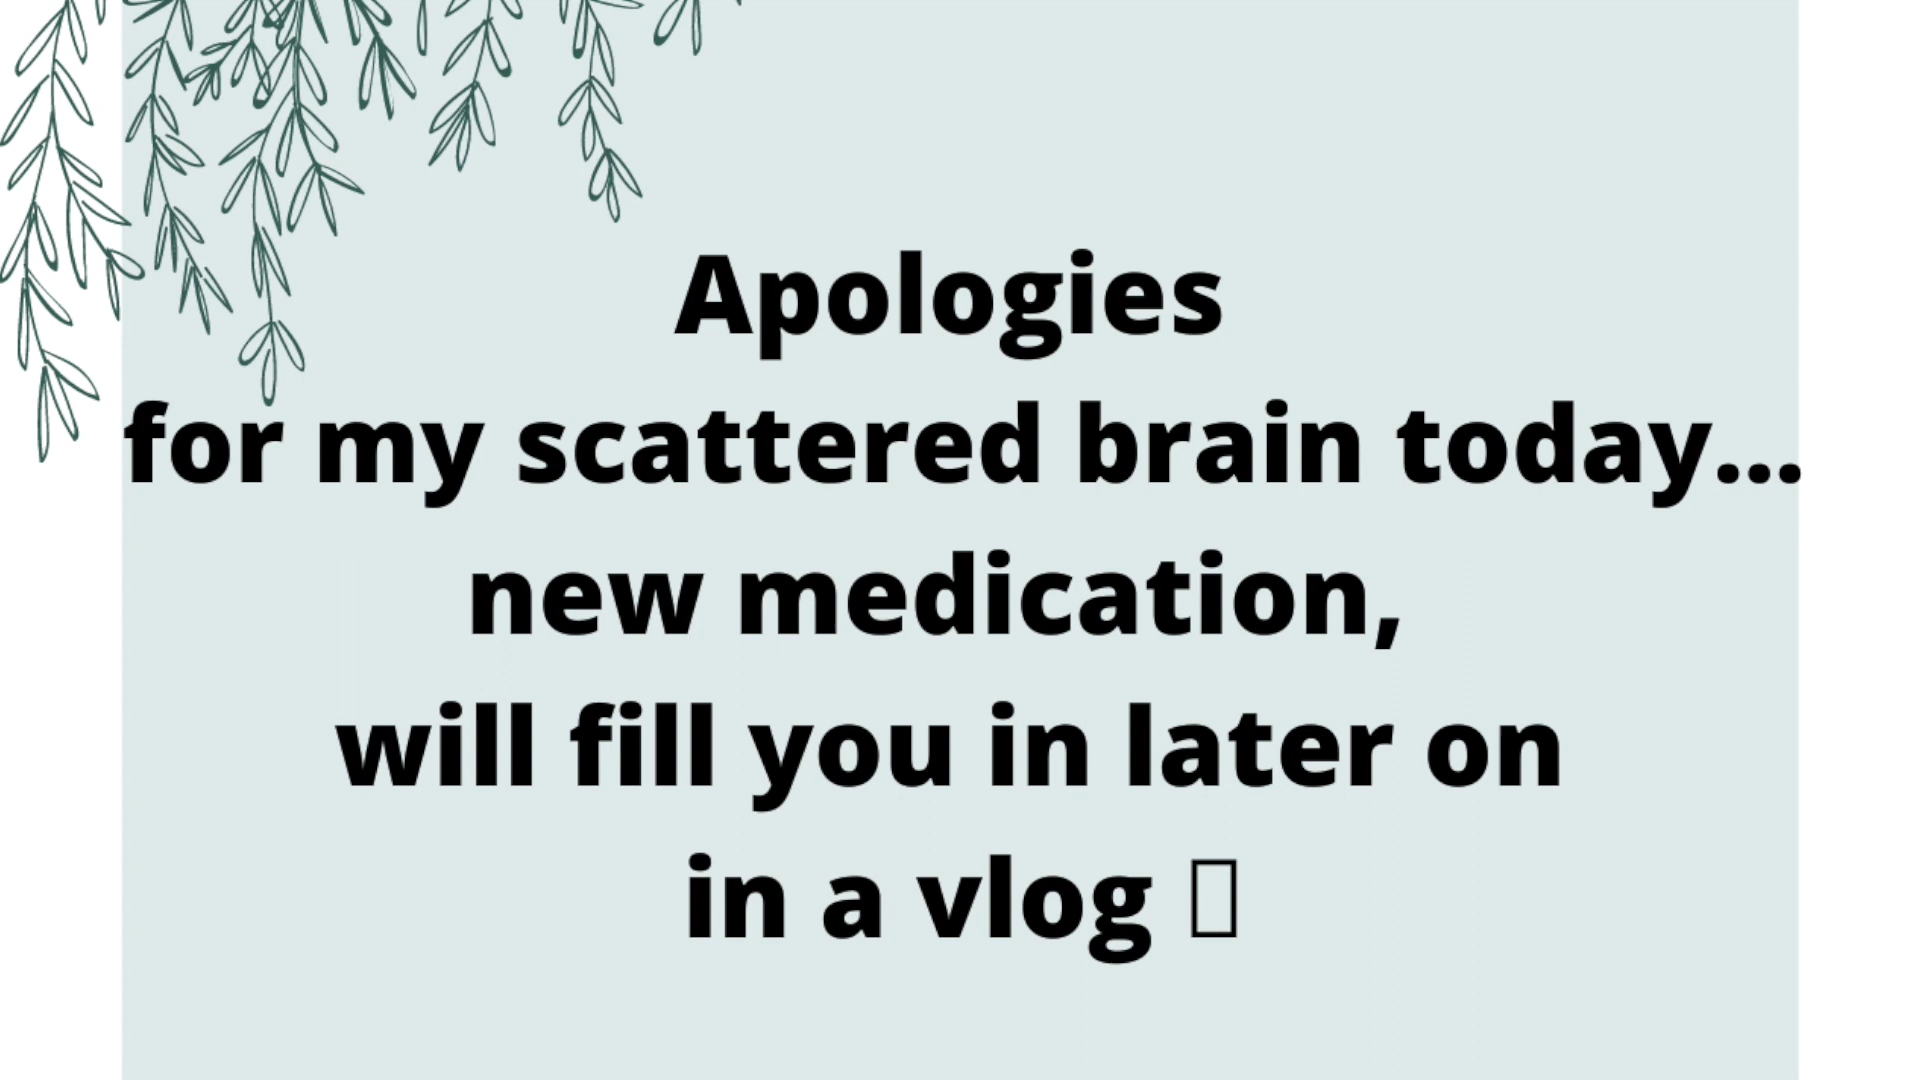 Apologies
for my scattered brain today...
new medication,
will fill you in later on
in a vlog